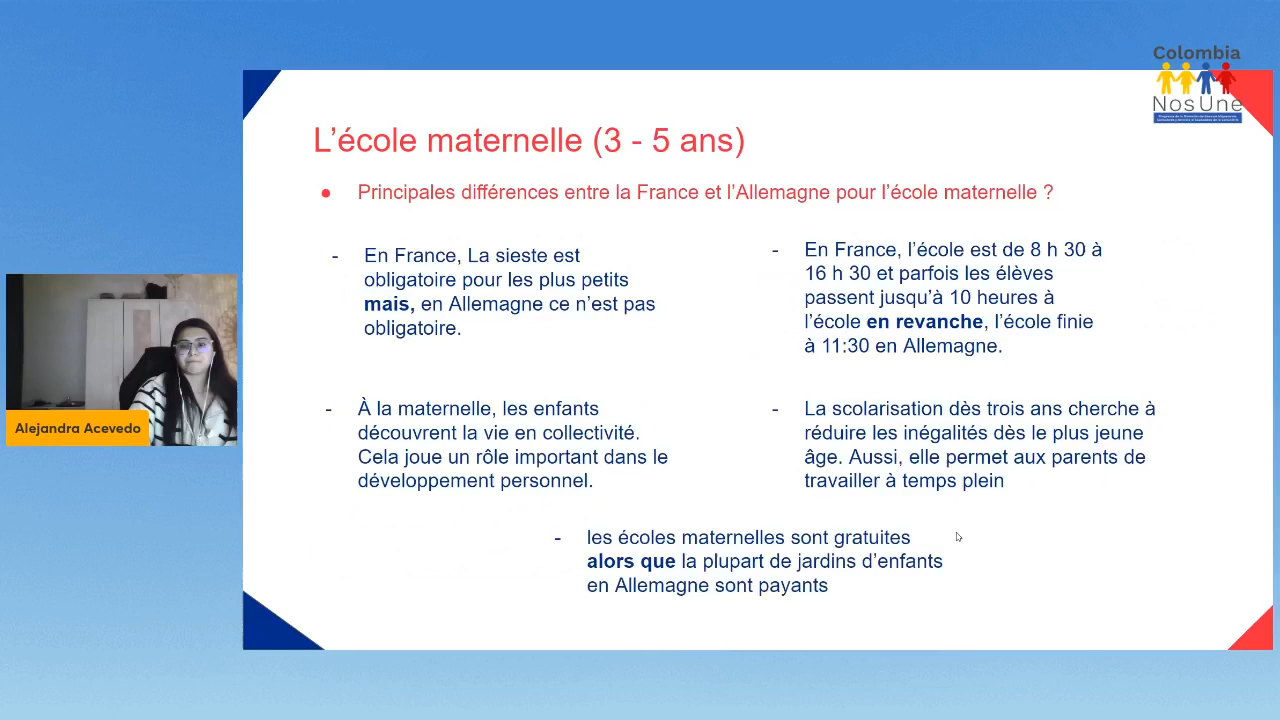 Colombia
NosUne
L'école maternelle (3 - 5 ans)
● Principales différences entre la France et l'Allemagne pour l'école maternelle ?
- En France, La sieste est
obligatoire pour les plus petits
mais, en Allemagne ce n'est pas
obligatoire.
- En France, l'école est de 8 h 30 à
16 h 30 et parfois les élèves
passent jusqu'à 10 heures à
l'école en revanche, l'école finie
à 11:30 en Allemagne.
- À la maternelle, les enfants
découvrent la vie en collectivité.
Cela joue un rôle important dans le
développement personnel.
- La scolarisation dès trois ans cherche à
réduire les inégalités dès le plus jeune
âge. Aussi, elle permet aux parents de
travailler à temps plein
- les écoles maternelles sont gratuites
alors que la plupart de jardins d'enfants
en Allemagne sont payants
Alejandra Acevedo